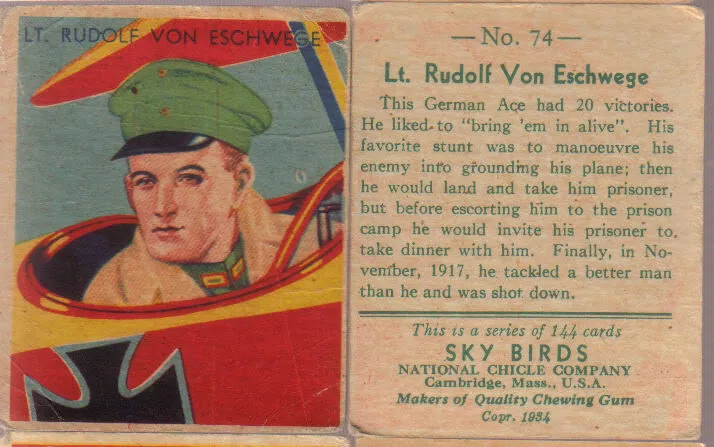 LT. RUDOLF VON ESCHWEGE
—No. 74—
Lt. Rudolf Von Eschwege
This German Ace had 20 victories.
He liked to "bring 'em in alive". His
favorite stunt was to manoeuvre his
enemy into grounding his plane; then
he would land and take him prisoner,
but before escorting him to the prison
camp he would invite his prisoner to
take dinner with him. Finally, in No-
vember, 1917, he tackled a better man
than he and was shot down.
This is a series of 144 cards
SKY BIRDS
NATIONAL CHICLE COMPANY
Cambridge, Mass., U.S.A.
Makers of Quality Chewing Gum
Copr. 1934